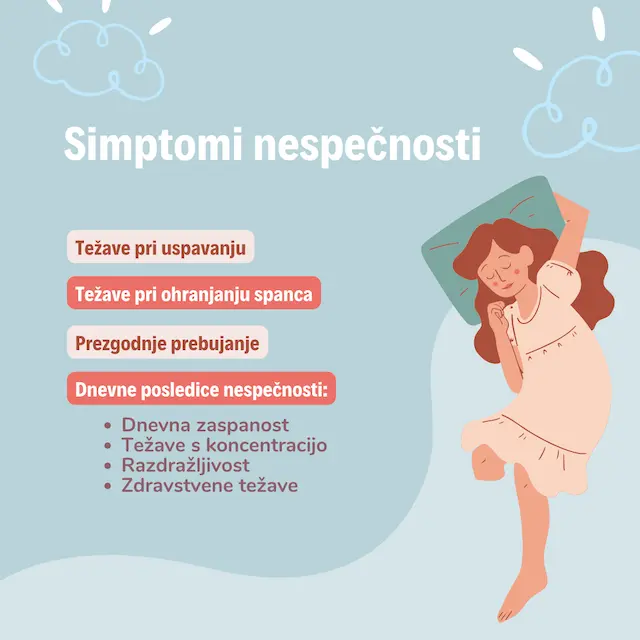 Simptomi nespečnosti
Težave pri uspavanju
Težave pri ohranjanju spanca
Prezgodnje prebujanje
Dnevne posledice nespečnosti:
• Dnevna zaspanost
• Težave s koncentracijo
• Razdražljivost
• Zdravstvene težave